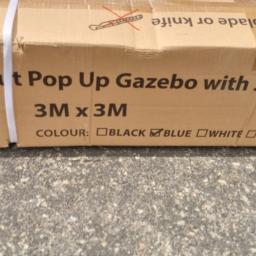 blade or knife
Pop Up Gazebo with
3M x 3M
COLOUR: ☐BLACK ☑BLUE ☐WHITE ☐